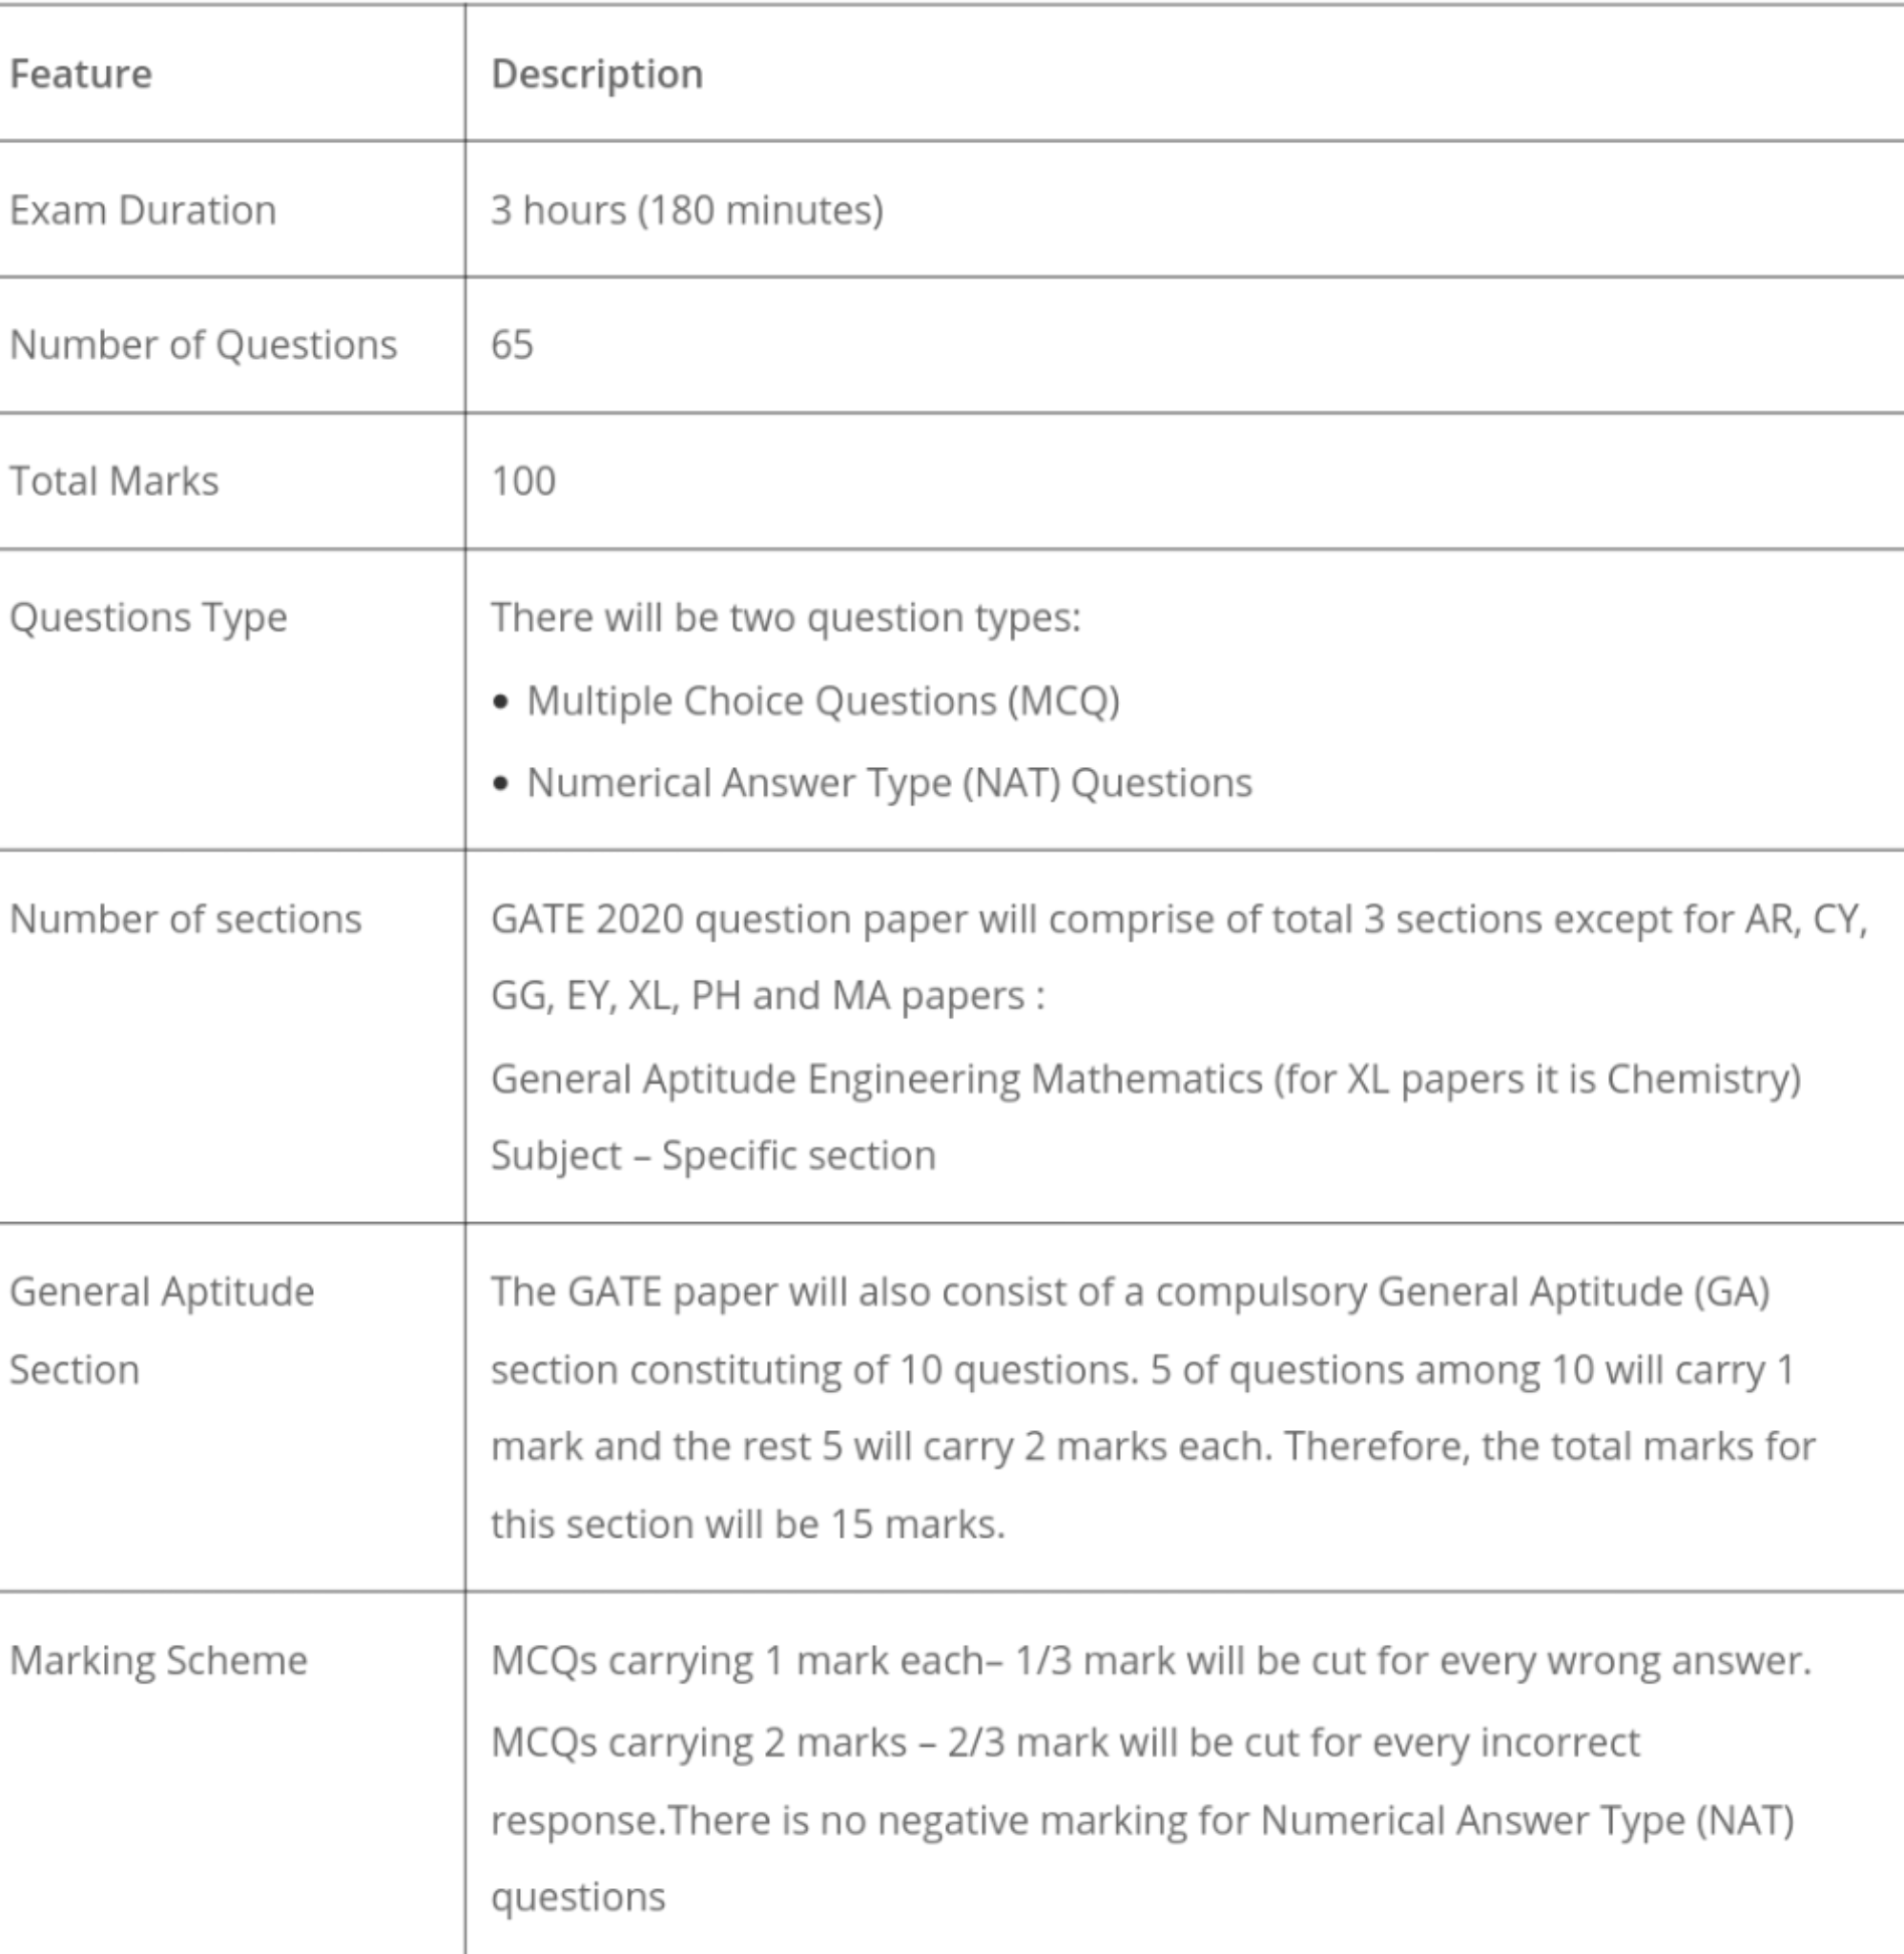 Feature Description
Exam Duration 3 hours (180 minutes)
Number of Questions 65
Total Marks 100
Questions Type There will be two question types:
• Multiple Choice Questions (MCQ)
• Numerical Answer Type (NAT) Questions
Number of sections GATE 2020 question paper will comprise of total 3 sections except for AR, CY,
GG, EY, XL, PH and MA papers :
General Aptitude Engineering Mathematics (for XL papers it is Chemistry)
Subject – Specific section
General Aptitude The GATE paper will also consist of a compulsory General Aptitude (GA)
Section section constituting of 10 questions. 5 of questions among 10 will carry 1
mark and the rest 5 will carry 2 marks each. Therefore, the total marks for
this section will be 15 marks.
Marking Scheme MCQs carrying 1 mark each– 1/3 mark will be cut for every wrong answer.
MCQs carrying 2 marks – 2/3 mark will be cut for every incorrect
response.There is no negative marking for Numerical Answer Type (NAT)
questions